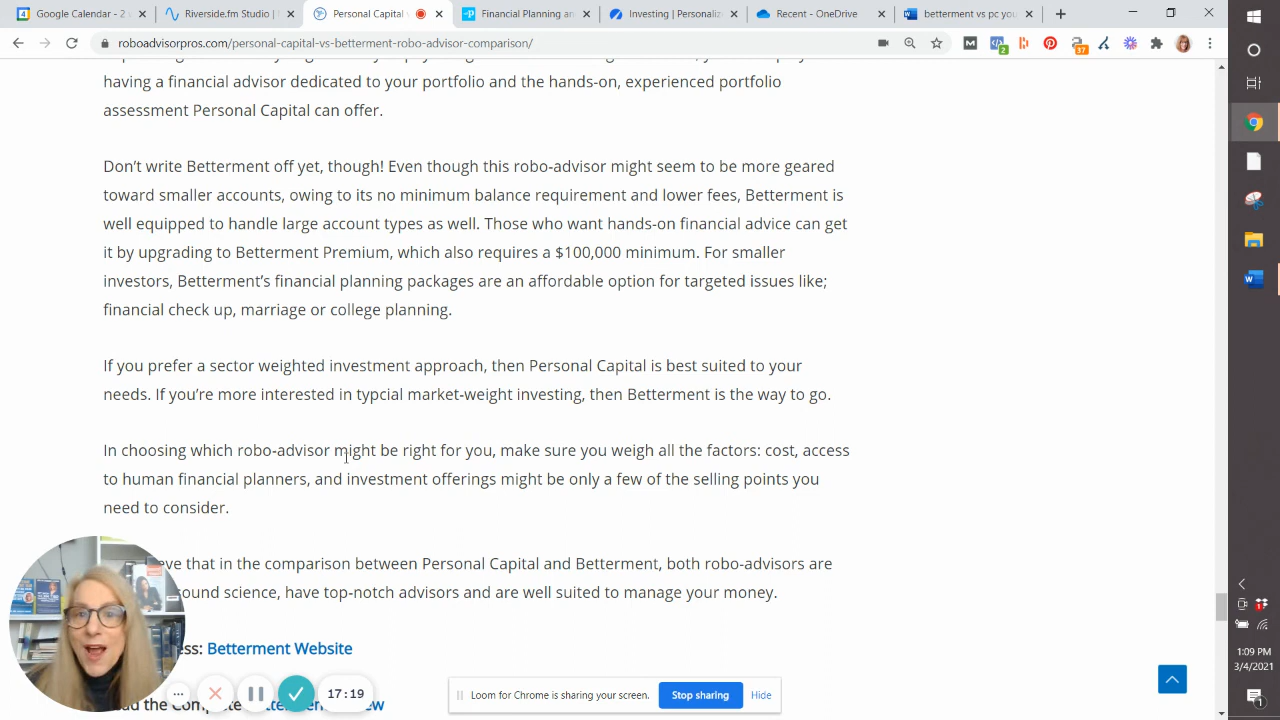 Google Calendar - 2
Riverside.fm Studio |
Personal Capital
Financial Planning an
Investing | Personaliz
Recent - OneDrive
betterment vs pc you
roboadvisorpros.com/personal-capital-vs-betterment-robo-advisor-comparison/
2
37
having a financial advisor dedicated to your portfolio and the hands-on, experienced portfolio
assessment Personal Capital can offer.
Don't write Betterment off yet, though! Even though this robo-advisor might seem to be more geared
toward smaller accounts, owing to its no minimum balance requirement and lower fees, Betterment is
well equipped to handle large account types as well. Those who want hands-on financial advice can get
it by upgrading to Betterment Premium, which also requires a $100,000 minimum. For smaller
investors, Betterment's financial planning packages are an affordable option for targeted issues like;
financial check up, marriage or college planning.
If you prefer a sector weighted investment approach, then Personal Capital is best suited to your
needs. If you're more interested in typcial market-weight investing, then Betterment is the way to go.
In choosing which robo-advisor might be right for you, make sure you weigh all the factors: cost, access
to human financial planners, and investment offerings might be only a few of the selling points you
need to consider.
that in the comparison between Personal Capital and Betterment, both robo-advisors are
ound science, have top-notch advisors and are well suited to manage your money.
ess: Betterment Website
the Complete
17:19
Loom for Chrome is sharing your screen.
Stop sharing
Hide
1
1:09 PM
3/4/2021
1